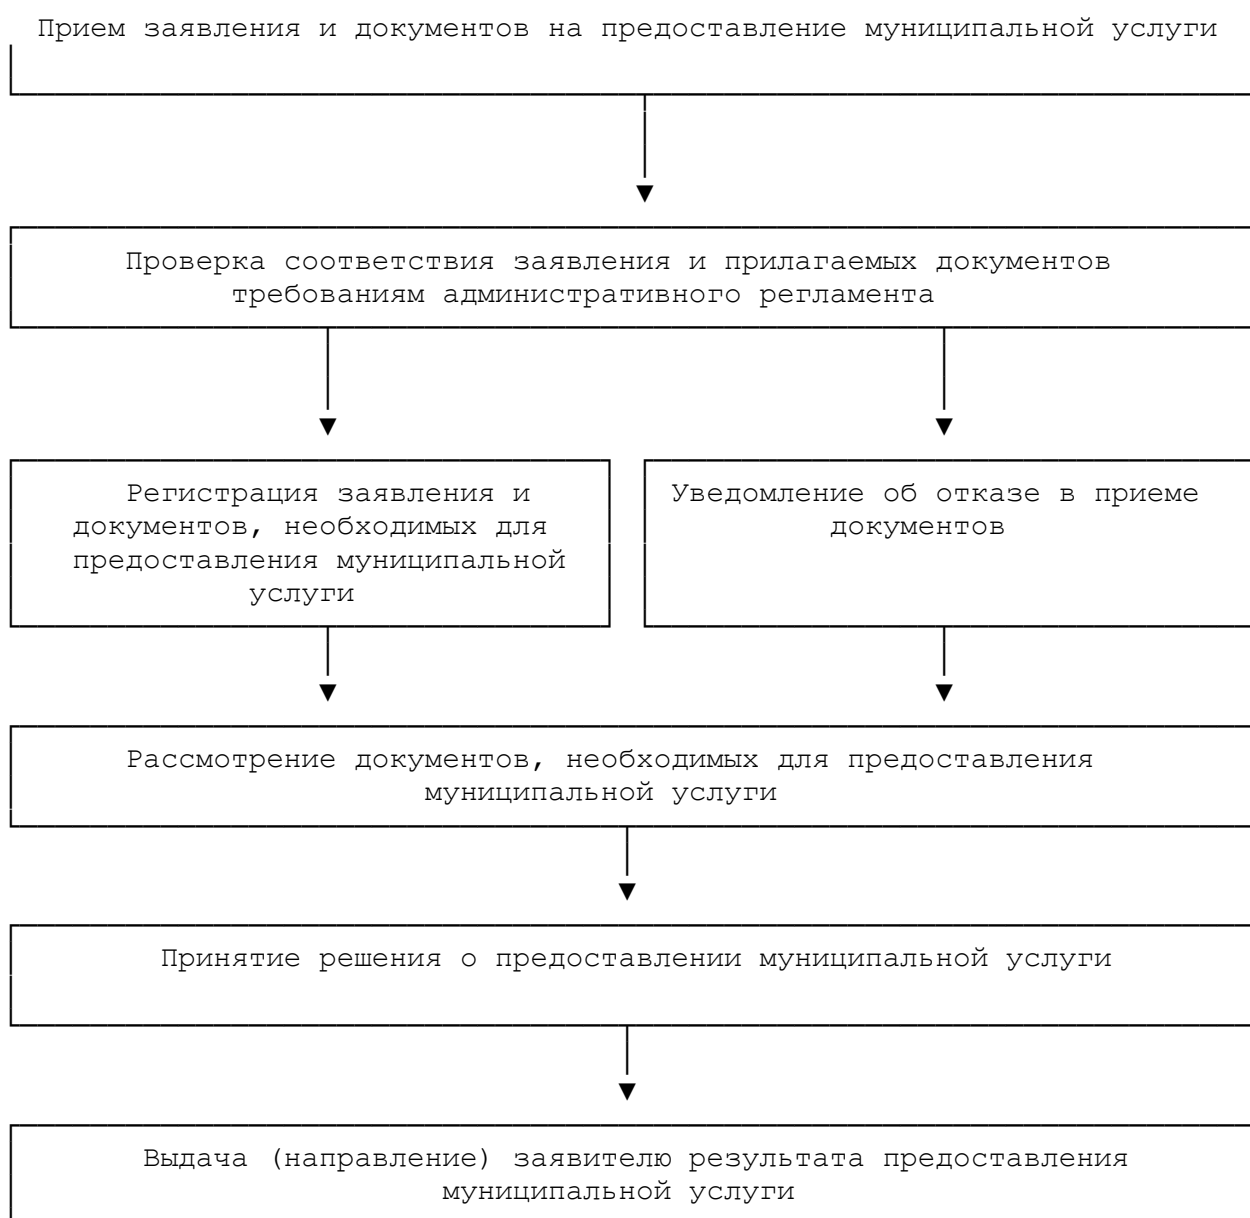 Прием заявления и документов на предоставление муниципальной услуги
Проверка соответствия заявления и прилагаемых документов
требованиям административного регламента
Регистрация заявления и
документов, необходимых для
предоставления муниципальной
услуги
Уведомление об отказе в приеме
документов
Рассмотрение документов, необходимых для предоставления
муниципальной услуги
Принятие решения о предоставлении муниципальной услуги
Выдача (направление) заявителю результата предоставления
муниципальной услуги